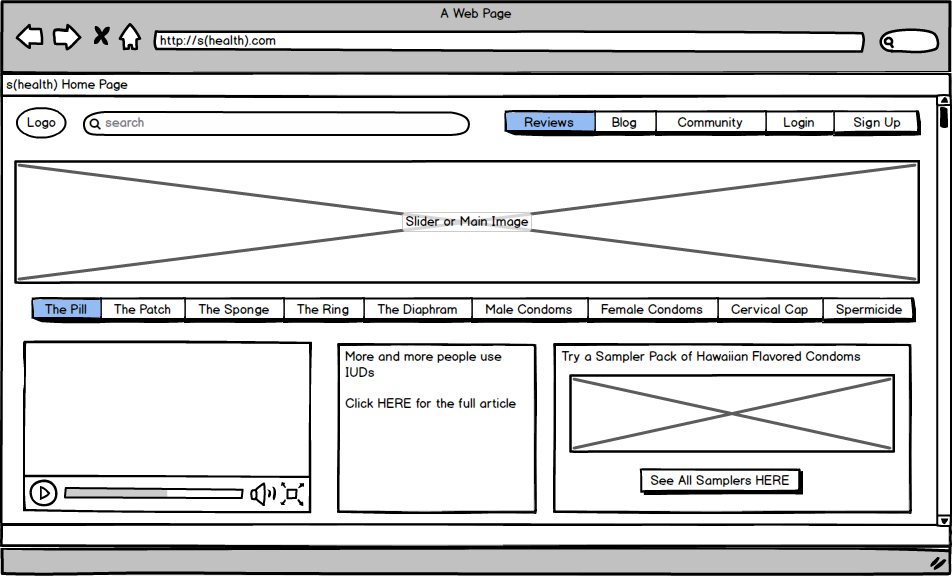 A Web Page
http://s(health).com
s(health) Home Page
Logo
search
Reviews
Blog
Community
Login
Sign Up
Slider or Main Image
The Pill
The Patch
The Sponge
The Ring
The Diaphram
Male Condoms
Female Condoms
Cervical Cap
Spermicide
More and more people use
IUDs
Click HERE for the full article
Try a Sampler Pack of Hawaiian Flavored Condoms
See All Samplers HERE